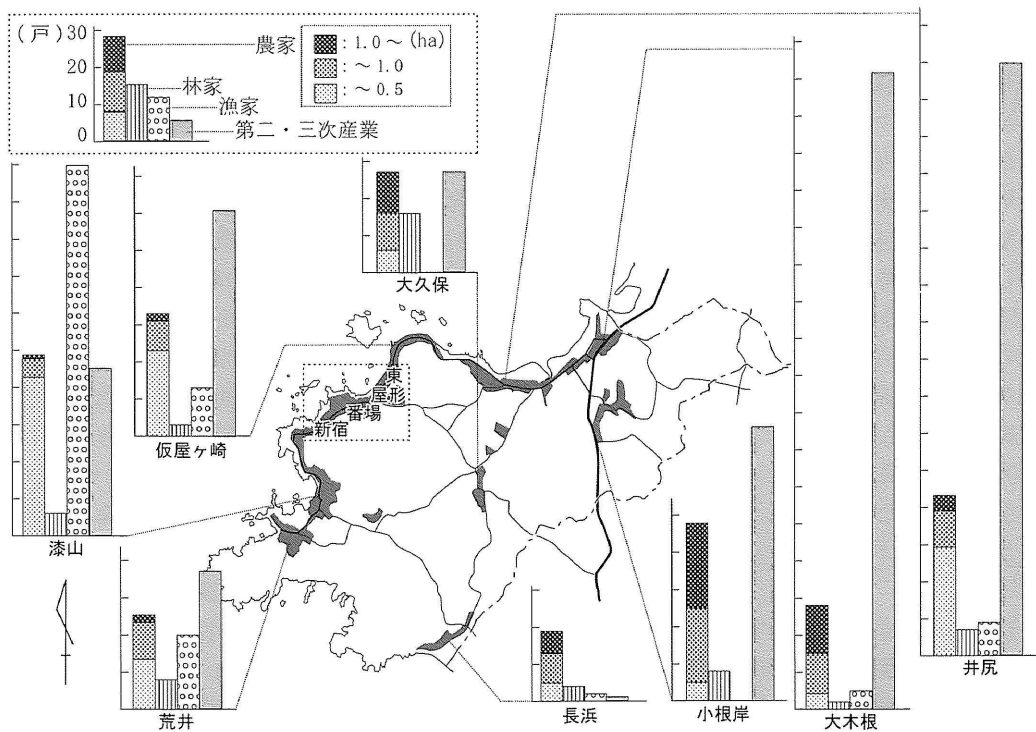 (戸)
30
20
10
0
農家
林家
漁家
第二・三次産業
:1.0~(ha)
:~1.0
:~0.5
大久保
仮屋ヶ崎
漆山
東
屋形
番場
新宿
荒井
長浜
小根岸
大木根
井尻